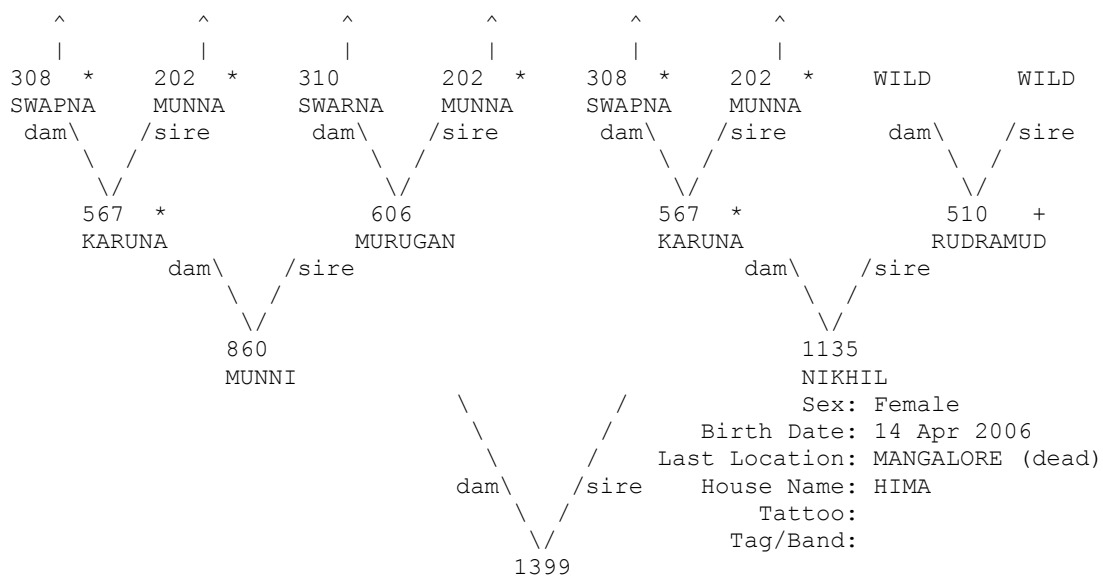 ^           ^           ^           ^           ^           ^
    |           |           |           |           |           |
308  *      202  *      310         202  *      308  *      202  *      WILD        WILD
SWAPNA      MUNNA       SWARNA      MUNNA       SWAPNA      MUNNA
 dam\       /sire        dam\      /sire         dam\       /sire        dam\       /sire
      \   /                   \   /                   \   /                   \   /
       \/                      \/                      \/                      \/
      567  *                  606                     567  *                  510   +
      KARUNA                 MURUGAN                  KARUNA                 RUDRAMUD
             dam\     /sire                                  dam\     /sire
                  \   /                                           \   /
                   \/                                              \/
                  860                                             1135
                  MUNNI                                           NIKHIL
                                     \             /              Sex: Female
                                      \           /      Birth Date: 14 Apr 2006
                                       \         /   Last Location: MANGALORE (dead)
                                     dam\      /sire    House Name: HIMA
                                          \   /              Tattoo:
                                           \/              Tag/Band:
                                          1399